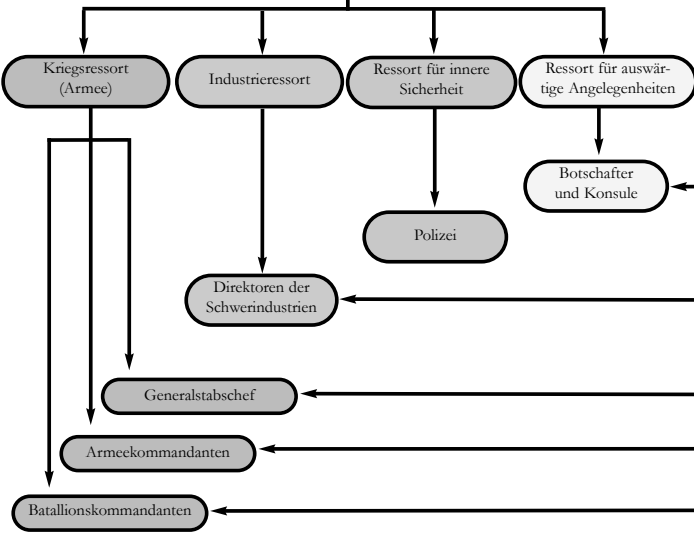 Kriegsressort
(Armee)
Industrieressort
Ressort für innere
Sicherheit
Ressort für auswär-
tige Angelegenheiten
Botschafter
und Konsule
Polizei
Direktoren der
Schwerindustrien
Generalstabschef
Armeekommandanten
Batallionskommandanten